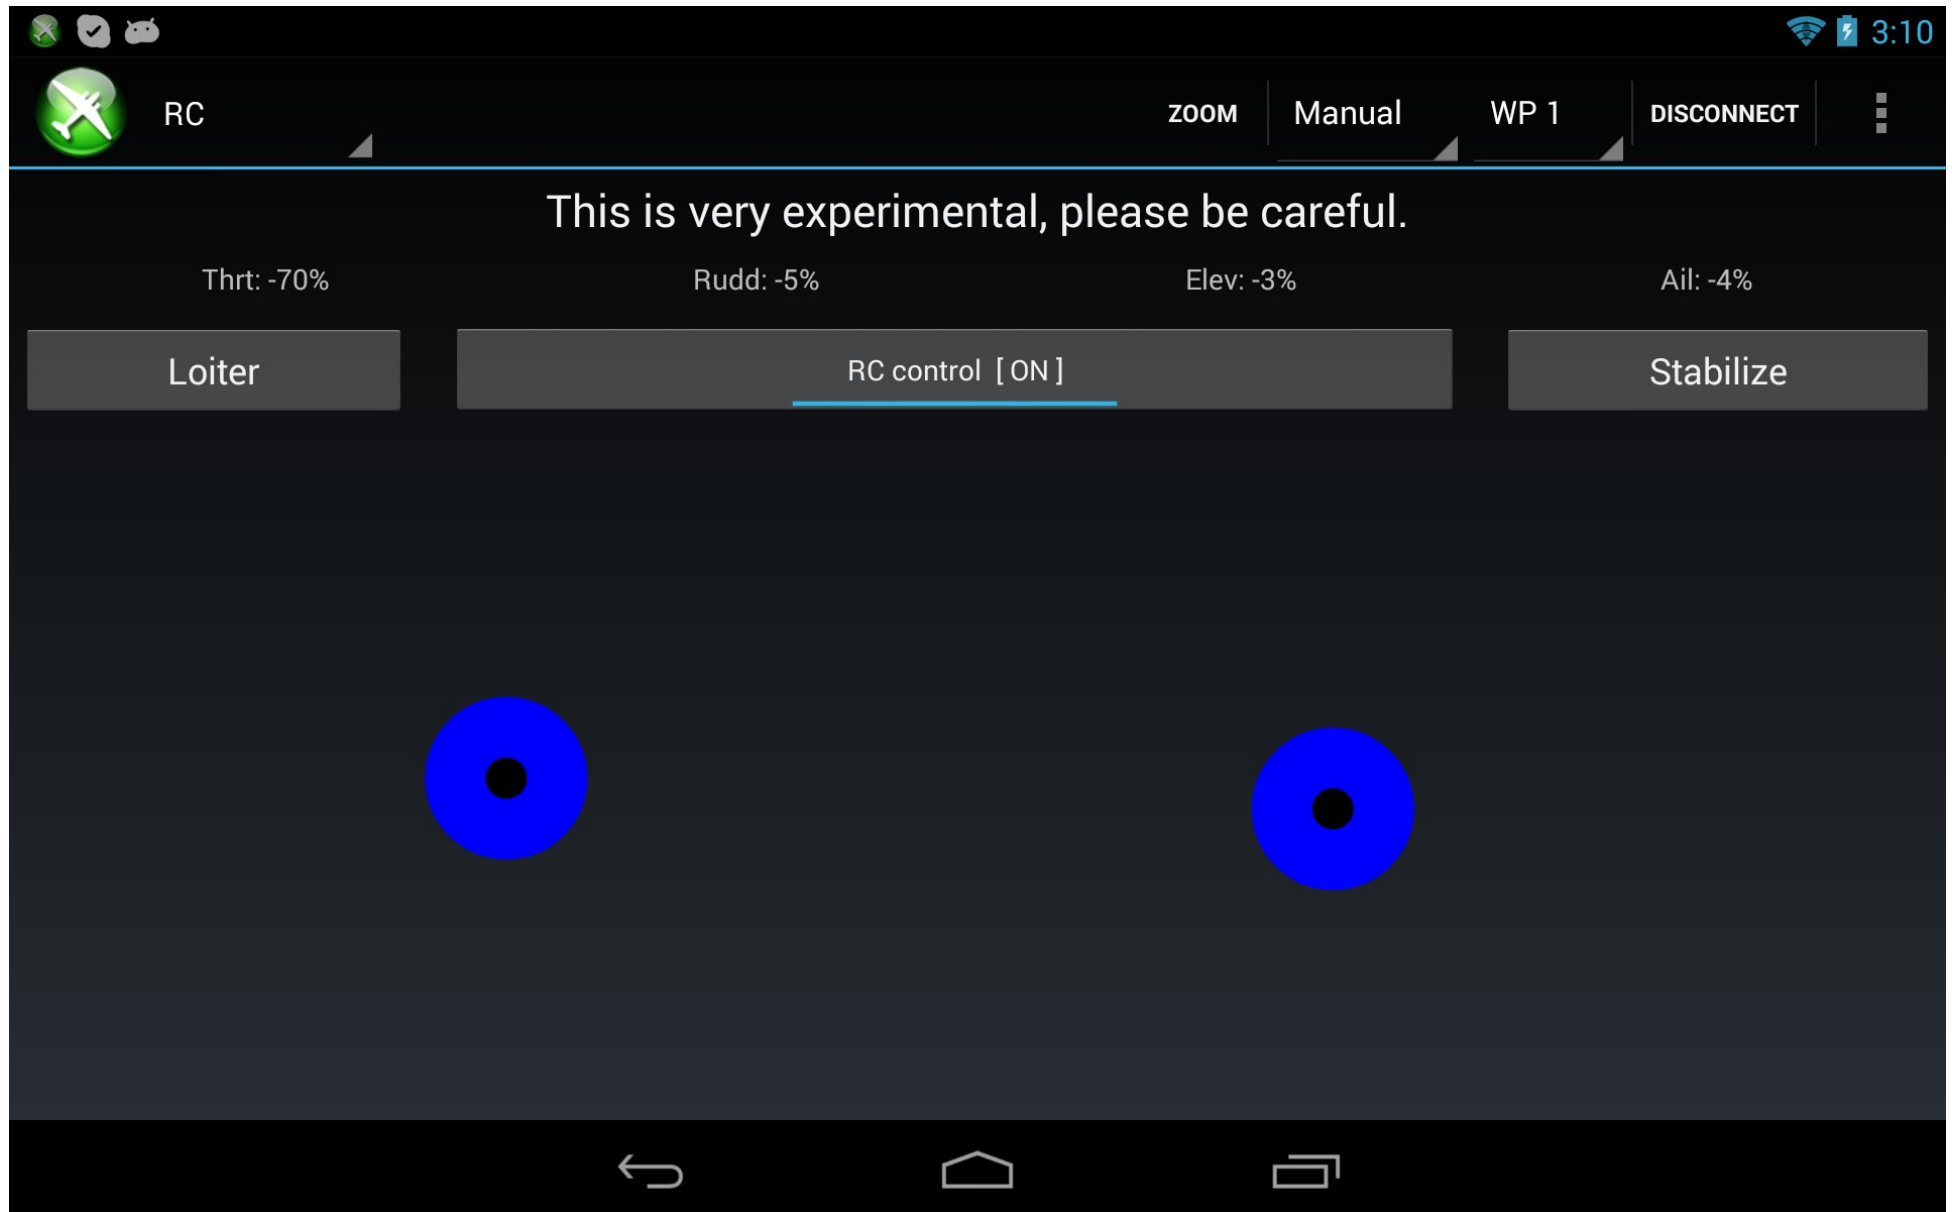 3:10
RC ZOOM Manual WP 1 DISCONNECT
This is very experimental, please be careful.
Thrt: -70% Rudd: -5% Elev: -3% Ail: -4%
Loiter RC control [ ON ] Stabilize